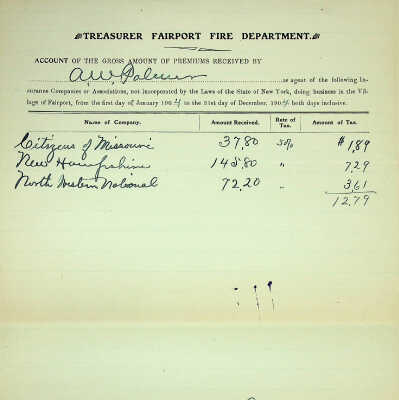 TREASURER FAIRPORT FIRE DEPARTMENT.
ACCOUNT OF THE GROSS AMOUNT OF PREMIUMS RECEIVED BY
A.W. Palmer as agent of the following In-
surance Companies or Associations, not incorporated by the Laws of the State of New York, doing business in the Vil-
lage of Fairport, from the first day of January 1904 to the 31st day of December, 1904 both days inclusive.
Name of Company. Amount Received. Rate of Tax. Amount of Tax.
Citizens of Missouri 37.80 5% $1.89
New Hampshire 145.80 " 7.29
North Western National 72.20 " 3.61
12.79